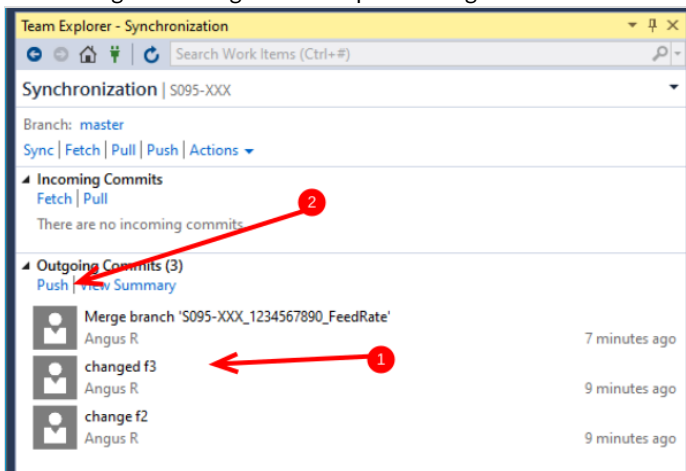 Team Explorer - Synchronization
Search Work Items (Ctrl+#)
Synchronization | S095-XXX
Branch: master
Sync | Fetch | Pull | Push | Actions
Incoming Commits
Fetch | Pull
2
There are no incoming commits
Outgoing Commits (3)
Push | View Summary
Merge branch 'S095-XXX_1234567890_FeedRate'
Angus R 7 minutes ago
changed f3
1
Angus R 9 minutes ago
change f2
Angus R 9 minutes ago